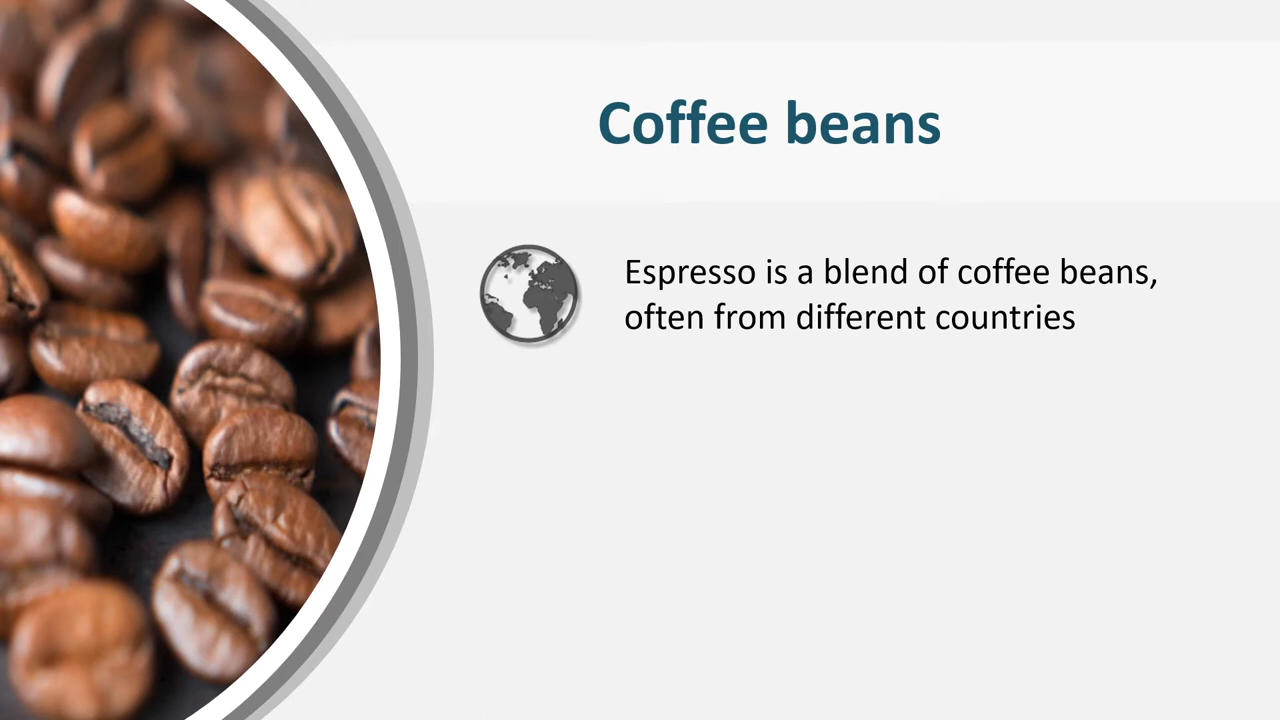 Coffee beans
Espresso is a blend of coffee beans,
often from different countries